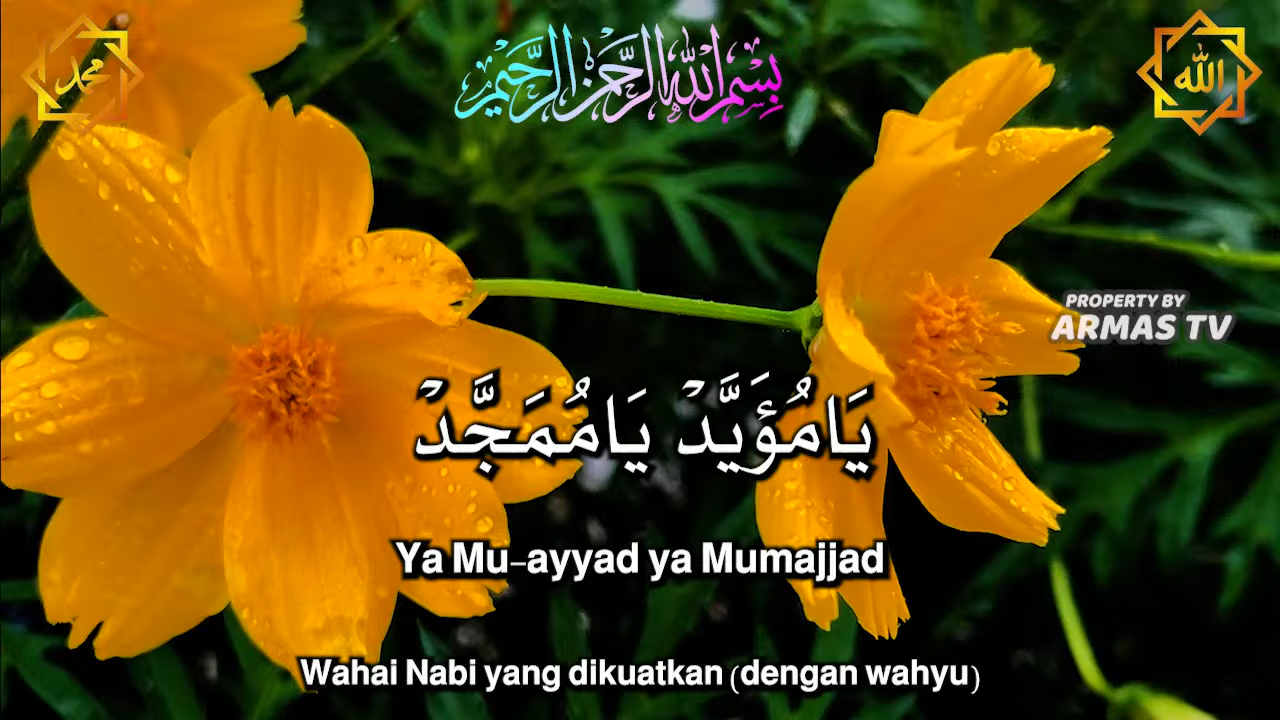 محمد
بِسْمِ اللهِ الرَّحْمٰنِ الرَّحِيْمِ
الله
PROPERTY BY
ARMAS TV
يَامُؤَيَّدْ يَامُمَجَّدْ
Ya Mu-ayyad ya Mumajjad
Wahai Nabi yang dikuatkan (dengan wahyu)